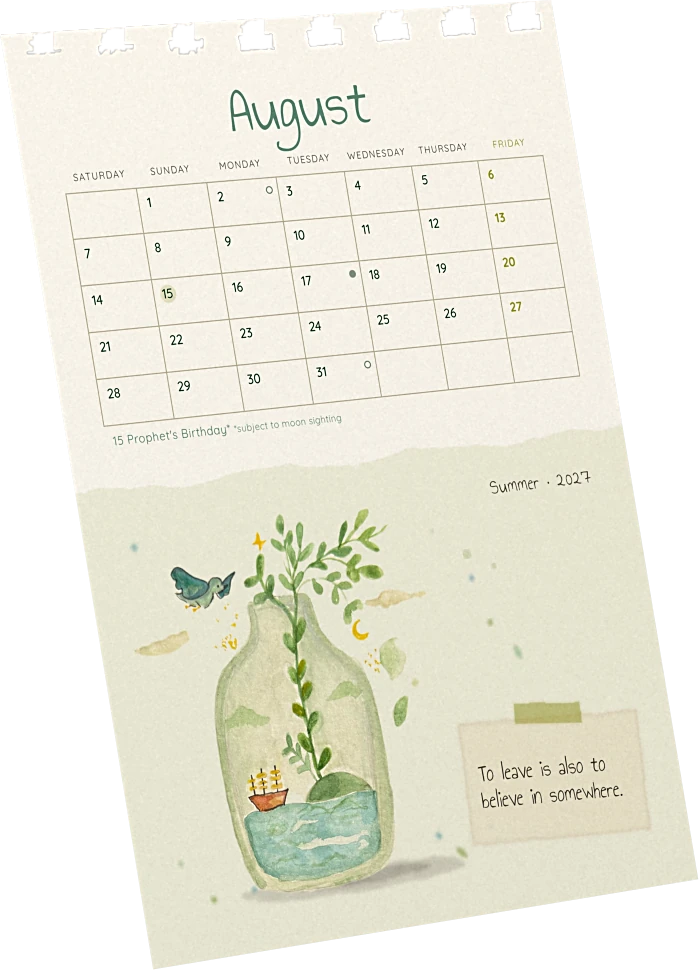 August
SATURDAY SUNDAY MONDAY TUESDAY WEDNESDAY THURSDAY FRIDAY
1 2 3 4 5 6
7 8 9 10 11 12 13
14 15 16 17 18 19 20
21 22 23 24 25 26 27
28 29 30 31
15 Prophet's Birthday* *subject to moon sighting
Summer · 2027
To leave is also to
believe in somewhere.